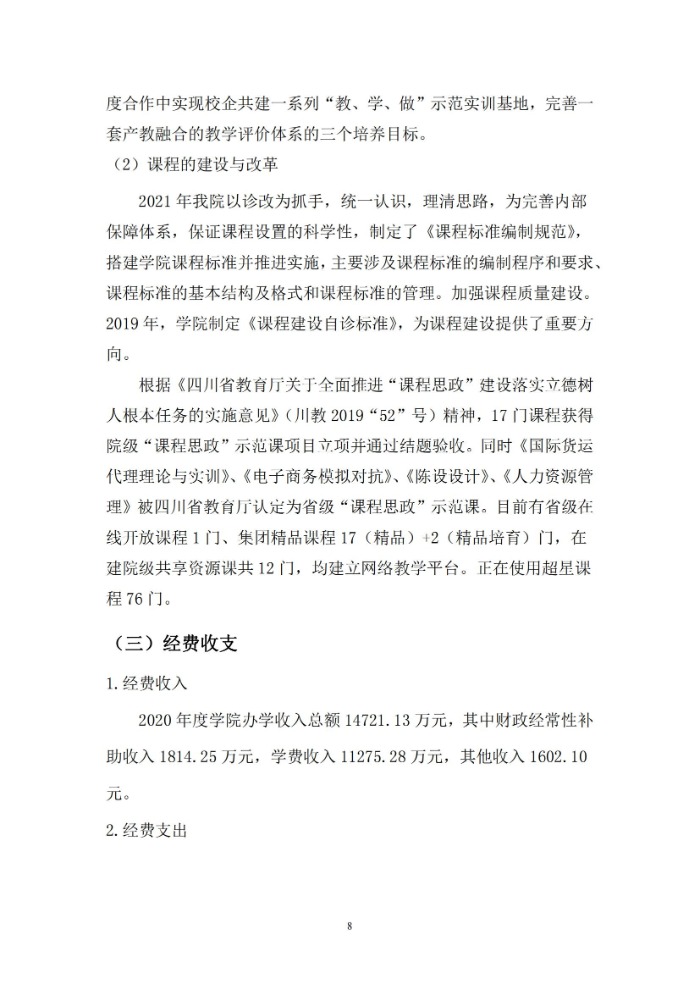 度合作中实现校企共建一系列“教、学、做”示范实训基地，完善一
套产教融合的教学评价体系的三个培养目标。
（2）课程的建设与改革
2021 年我院以诊改为抓手，统一认识，理清思路，为完善内部
保障体系，保证课程设置的科学性，制定了《课程标准编制规范》，
搭建学院课程标准并推进实施，主要涉及课程标准的编制程序和要求、
课程标准的基本结构及格式和课程标准的管理。加强课程质量建设。
2019 年，学院制定《课程建设自诊标准》，为课程建设提供了重要方
向。
根据《四川省教育厅关于全面推进“课程思政”建设落实立德树
人根本任务的实施意见》（川教 2019“52”号）精神，17 门课程获得
院级“课程思政”示范课项目立项并通过结题验收。同时《国际货运
代理理论与实训》、《电子商务模拟对抗》、《陈设设计》、《人力资源管
理》被四川省教育厅认定为省级“课程思政”示范课。目前有省级在
线开放课程 1 门、集团精品课程 17（精品）+2（精品培育）门，在
建院级共享资源课共 12 门，均建立网络教学平台。正在使用超星课
程 76 门。
（三）经费收支
1.经费收入
2020 年度学院办学收入总额 14721.13 万元，其中财政经常性补
助收入 1814.25 万元，学费收入 11275.28 万元，其他收入 1602.10
元。
2.经费支出
8